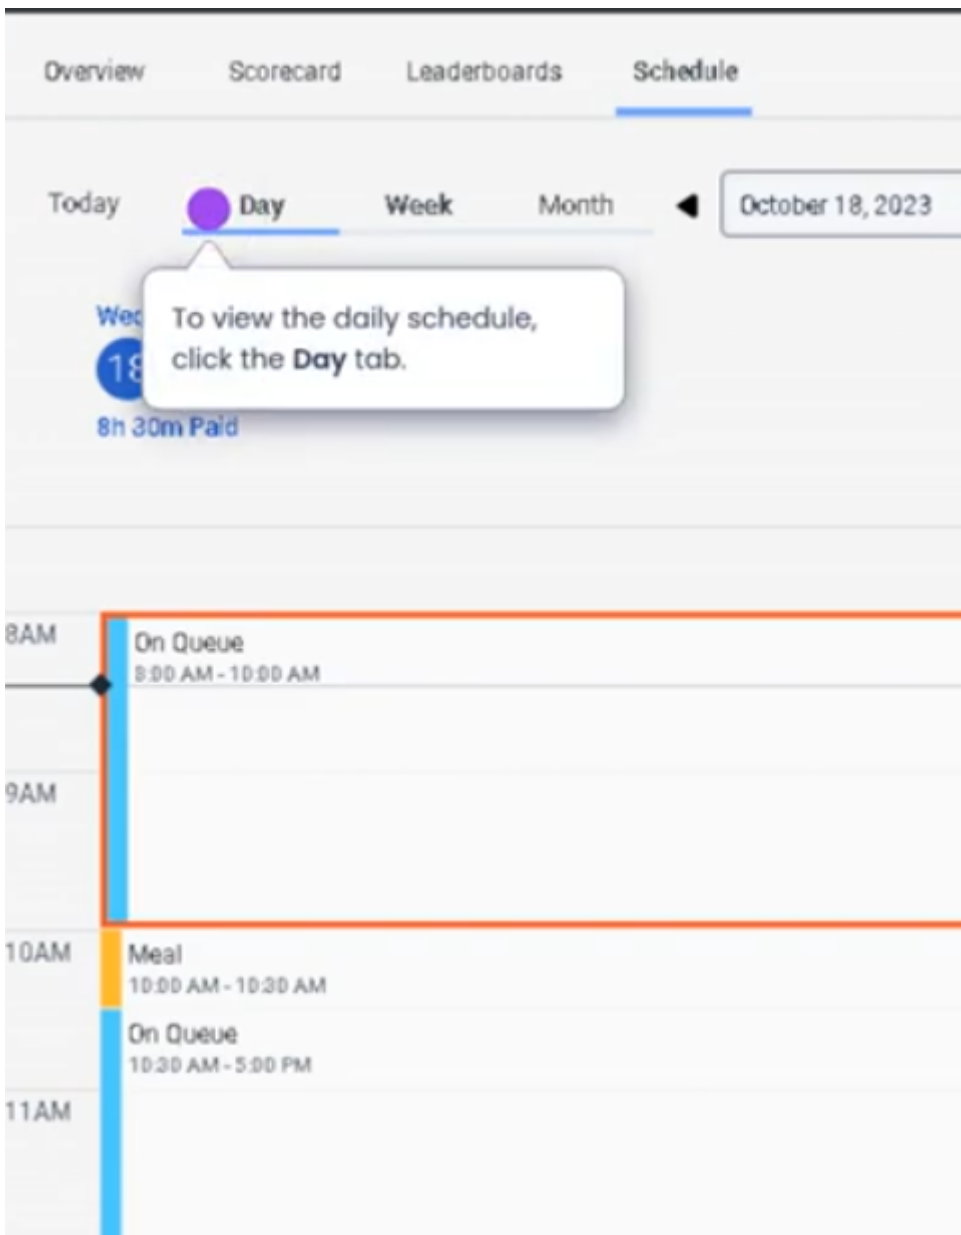 Overview Scorecard Leaderboards Schedule
Today Day Week Month October 18, 2023
To view the daily schedule,
click the Day tab.
Wed
18
8h 30m Paid
8AM
On Queue
8:00 AM - 10:00 AM
9AM
10AM
Meal
10:00 AM - 10:30 AM
On Queue
10:30 AM - 5:00 PM
11AM